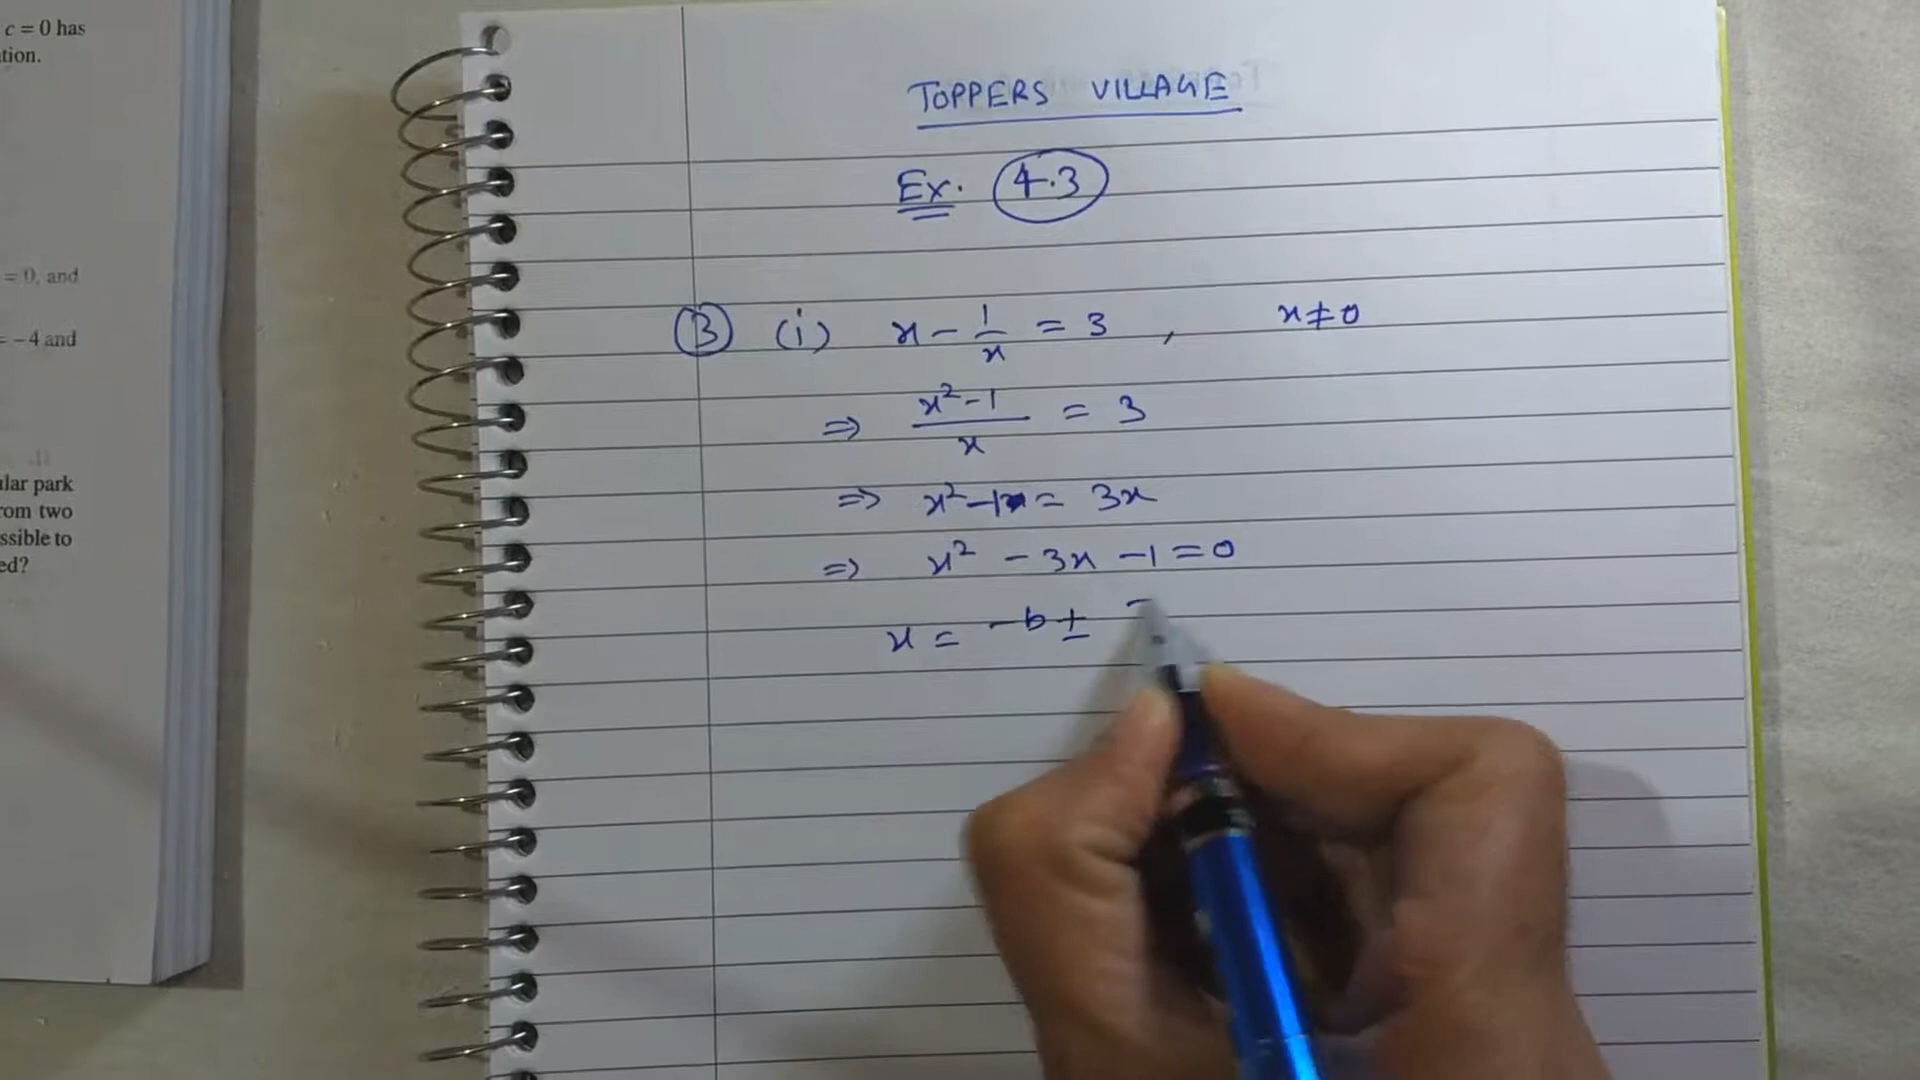 c = 0 has
tion.
= 0, and
= −4 and
ular park
rom two
ssible to
ed?
TOPPERS VILLAGE
Ex. 4.3
3 (i) x - 1/x = 3 , x ≠ 0
⇒ x² - 1 / x = 3
⇒ x² - 1 = 3x
⇒ x² - 3x - 1 = 0
x = -b ±